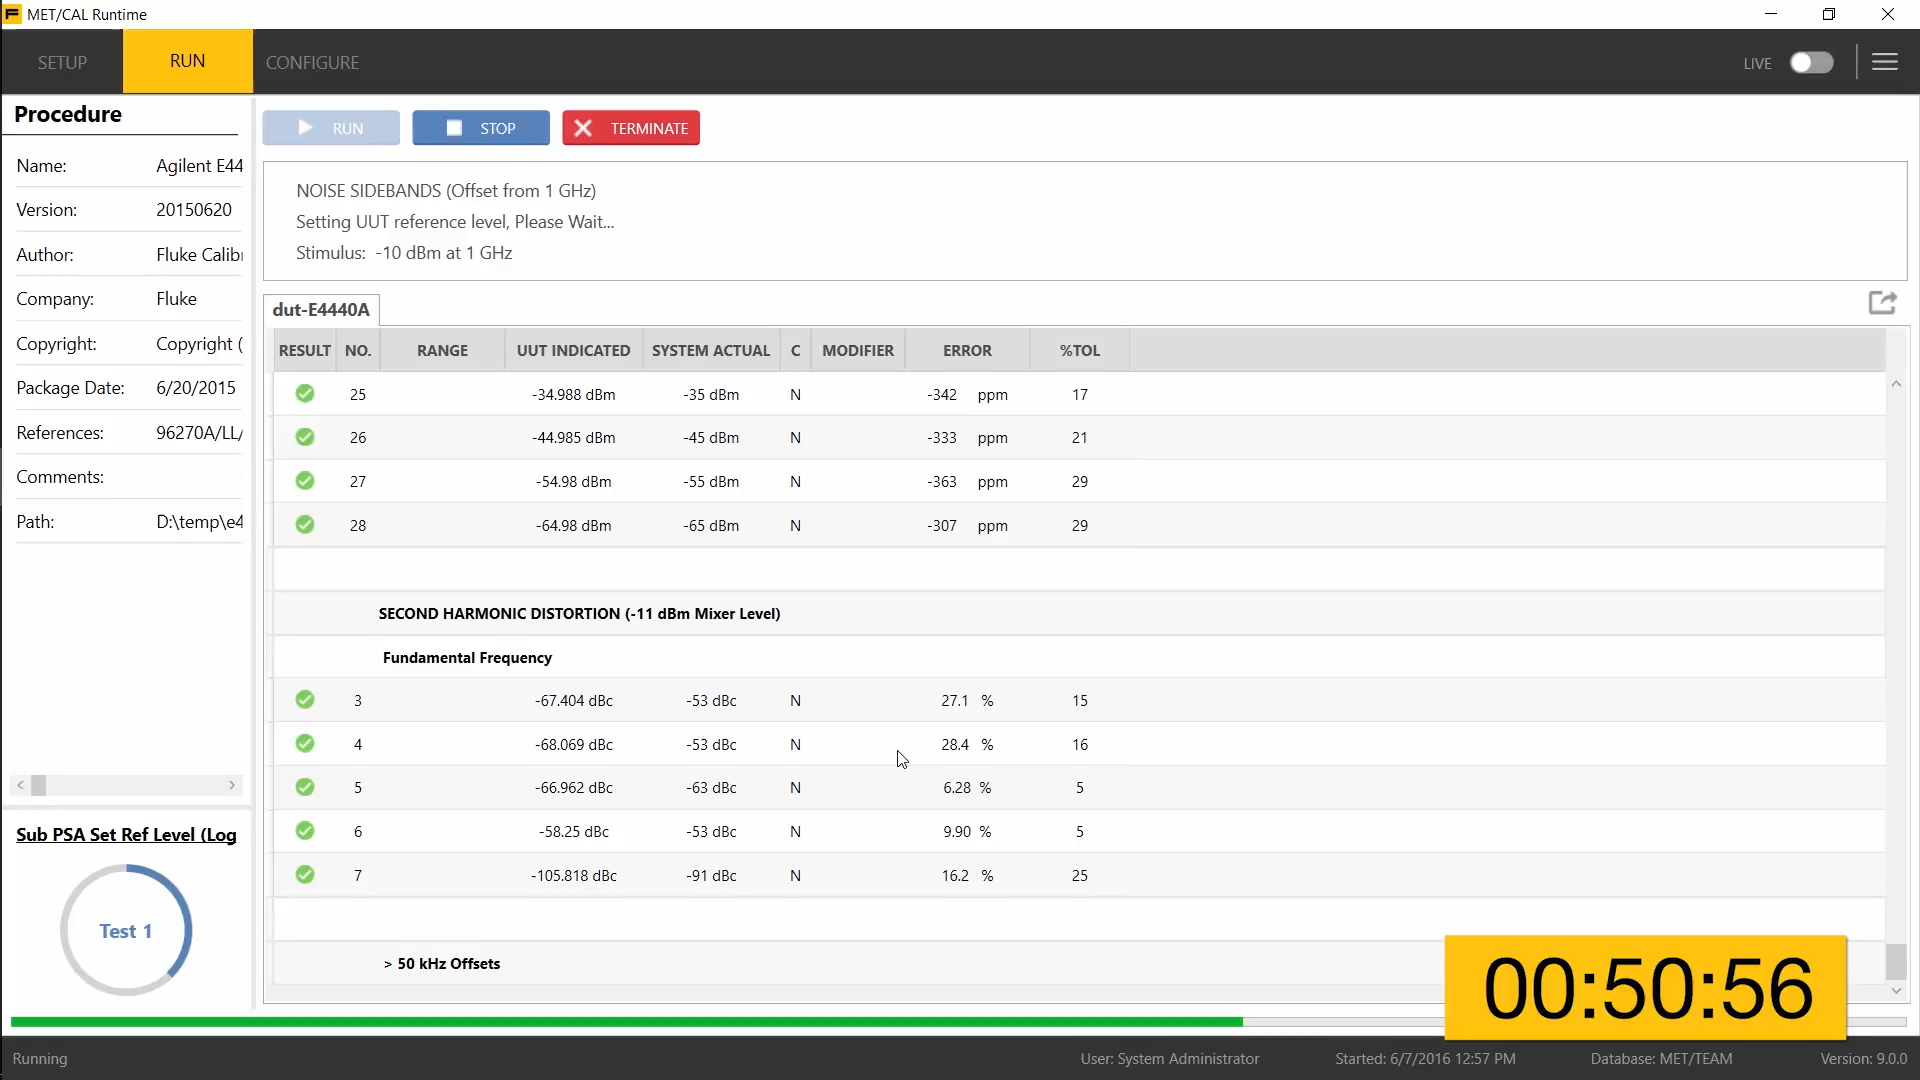 MET/CAL Runtime
SETUP RUN CONFIGURE LIVE
Procedure
Name: Agilent E44
Version: 20150620
Author: Fluke Calib
Company: Fluke
Copyright: Copyright (
Package Date: 6/20/2015
References: 96270A/LL/
Comments:
Path: D:\temp\e4
Sub PSA Set Ref Level (Log
Test 1
RUN STOP TERMINATE
NOISE SIDEBANDS (Offset from 1 GHz)
Setting UUT reference level, Please Wait...
Stimulus: -10 dBm at 1 GHz
dut-E4440A
RESULT NO. RANGE UUT INDICATED SYSTEM ACTUAL C MODIFIER ERROR %TOL
25 -34.988 dBm -35 dBm N -342 ppm 17
26 -44.985 dBm -45 dBm N -333 ppm 21
27 -54.98 dBm -55 dBm N -363 ppm 29
28 -64.98 dBm -65 dBm N -307 ppm 29
SECOND HARMONIC DISTORTION (-11 dBm Mixer Level)
Fundamental Frequency
3 -67.404 dBc -53 dBc N 27.1 % 15
4 -68.069 dBc -53 dBc N 28.4 % 16
5 -66.962 dBc -63 dBc N 6.28 % 5
6 -58.25 dBc -53 dBc N 9.90 % 5
7 -105.818 dBc -91 dBc N 16.2 % 25
> 50 kHz Offsets
00:50:56
Running User: System Administrator Started: 6/7/2016 12:57 PM Database: MET/TEAM Version: 9.0.0